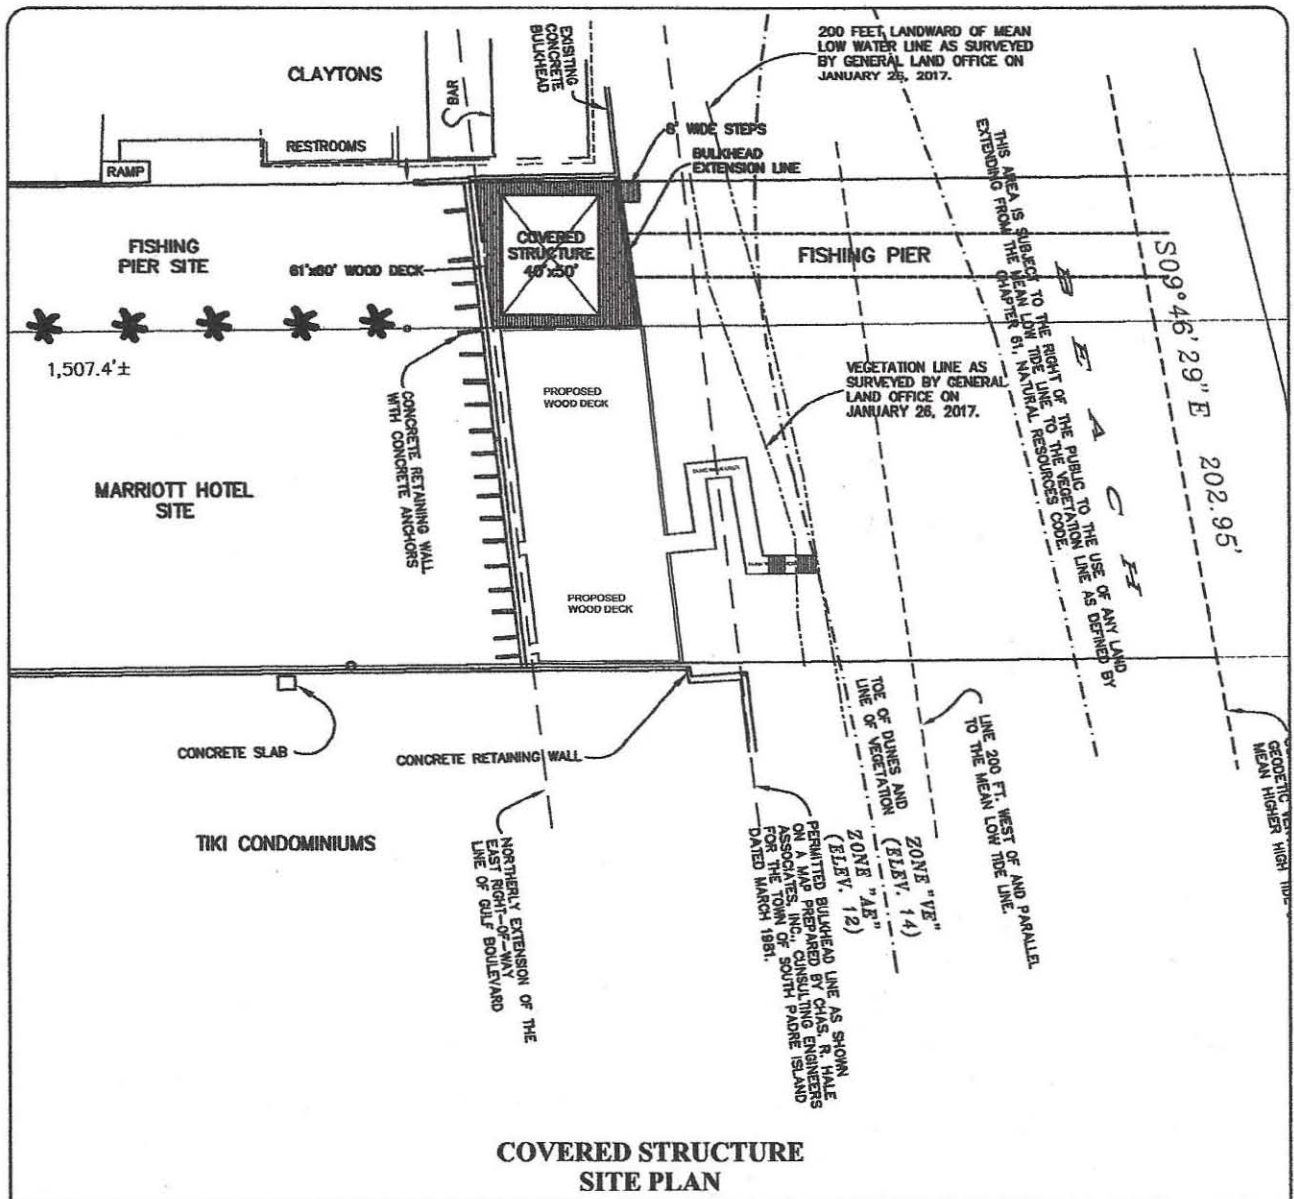 CLAYTONS
BAR
EXISITING
CONCRETE
BULKHEAD
200 FEET LANDWARD OF MEAN
LOW WATER LINE AS SURVEYED
BY GENERAL LAND OFFICE ON
JANUARY 26, 2017.
RESTROOMS
RAMP
6' WIDE STEPS
BULKHEAD
EXTENSION LINE
FISHING
PIER SITE
61'x60' WOOD DECK
COVERED
STRUCTURE
40'x50'
FISHING PIER
THIS AREA IS SUBJECT TO THE RIGHT OF THE PUBLIC TO THE USE OF ANY LAND
EXTENDING FROM THE MEAN LOW TIDE LINE TO THE VEGETATION LINE AS DEFINED BY
CHAPTER 61, NATURAL RESOURCES CODE.
BEACH
S09°46'29"E 202.95'
1,507.4'±
CONCRETE RETAINING WALL
WITH CONCRETE ANCHORS
PROPOSED
WOOD DECK
VEGETATION LINE AS
SURVEYED BY GENERAL
LAND OFFICE ON
JANUARY 26, 2017.
MARRIOTT HOTEL
SITE
PROPOSED
WOOD DECK
CONCRETE SLAB
CONCRETE RETAINING WALL
TIKI CONDOMINIUMS
NORTHERLY EXTENSION OF THE
EAST RIGHT-OF-WAY
LINE OF GULF BOULEVARD
PERMITTED BULKHEAD LINE AS SHOWN
ON A MAP PREPARED BY CHAS. R. HALE
ASSOCIATES, INC., CUNSULTING ENGINEERS
FOR THE TOWN OF SOUTH PADRE ISLAND
DATED MARCH 1981.
TOE OF DUNES AND
LINE OF VEGETATION
ZONE "VE"
(ELEV. 14)
ZONE "AE"
(ELEV. 12)
LINE 200 FT. WEST OF AND PARALLEL
TO THE MEAN LOW TIDE LINE.
GEODETIC
MEAN HIGHER HIGH TIDE
COVERED STRUCTURE
SITE PLAN